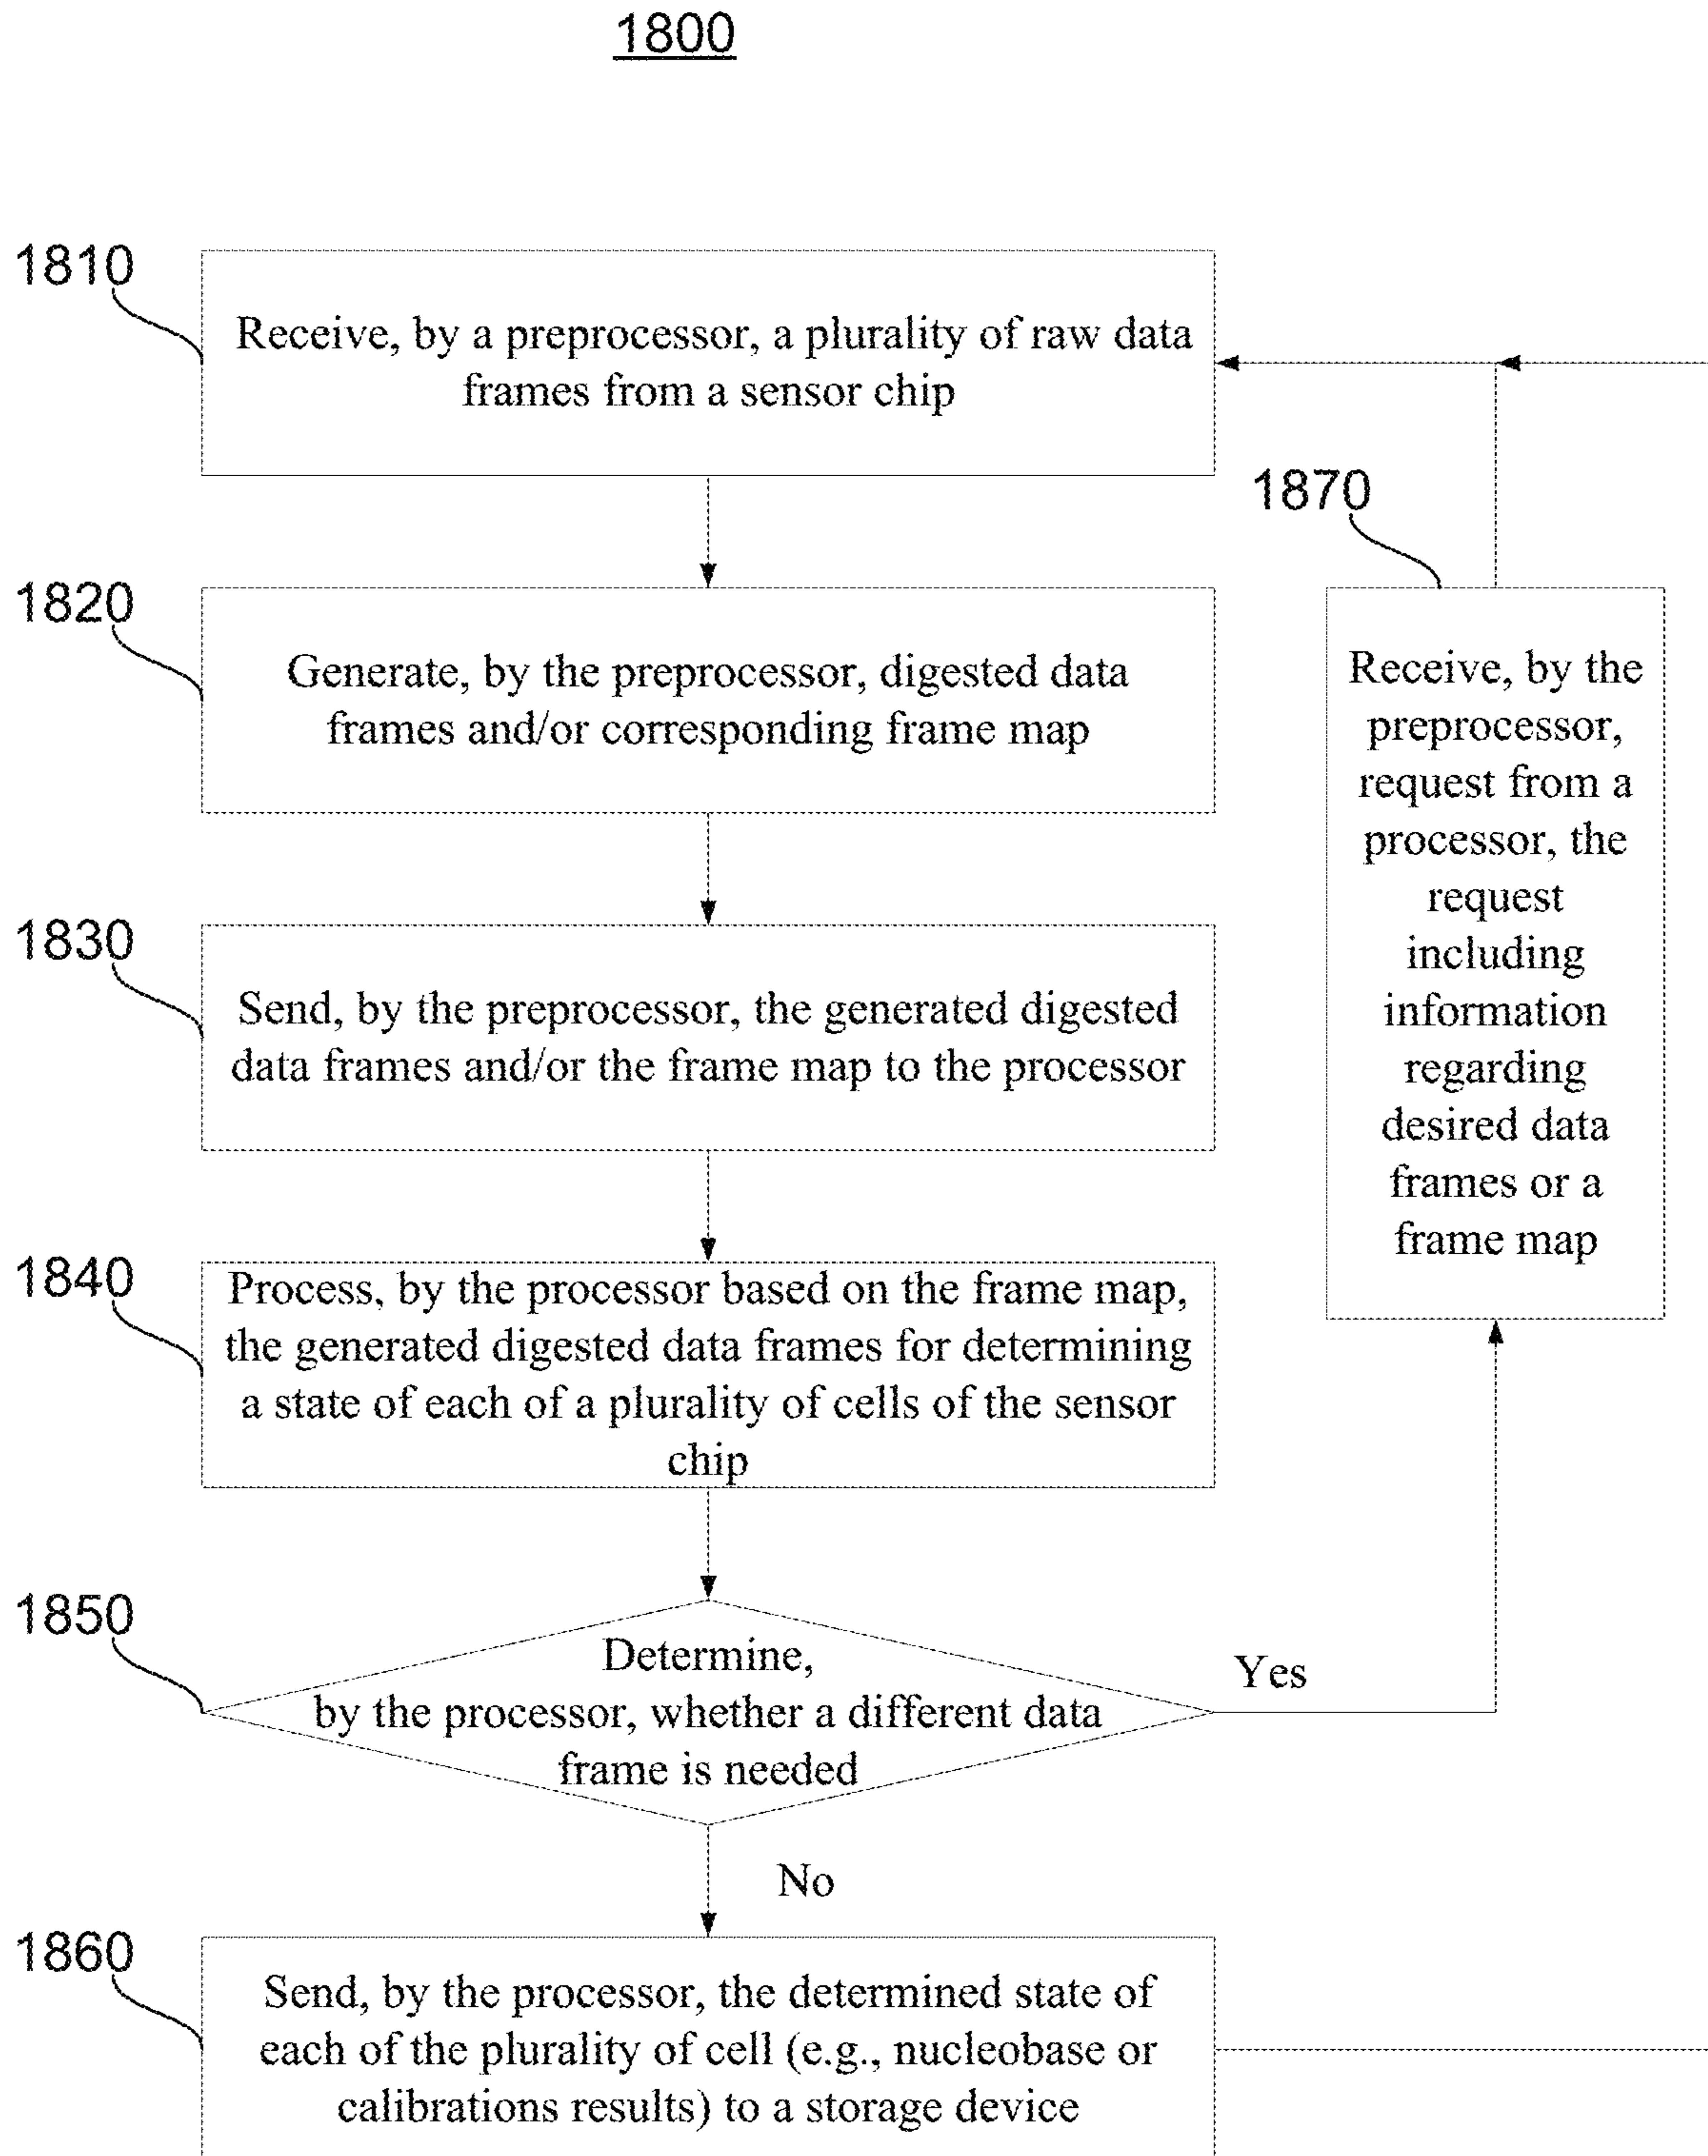 1800
1810
Receive, by a preprocessor, a plurality of raw data
frames from a sensor chip
1820
Generate, by the preprocessor, digested data
frames and/or corresponding frame map
1830
Send, by the preprocessor, the generated digested
data frames and/or the frame map to the processor
1840
Process, by the processor based on the frame map,
the generated digested data frames for determining
a state of each of a plurality of cells of the sensor
chip
1850
Determine,
by the processor, whether a different data
frame is needed
Yes
No
1860
Send, by the processor, the determined state of
each of the plurality of cell (e.g., nucleobase or
calibrations results) to a storage device
1870
Receive, by the
preprocessor,
request from a
processor, the
request
including
information
regarding
desired data
frames or a
frame map